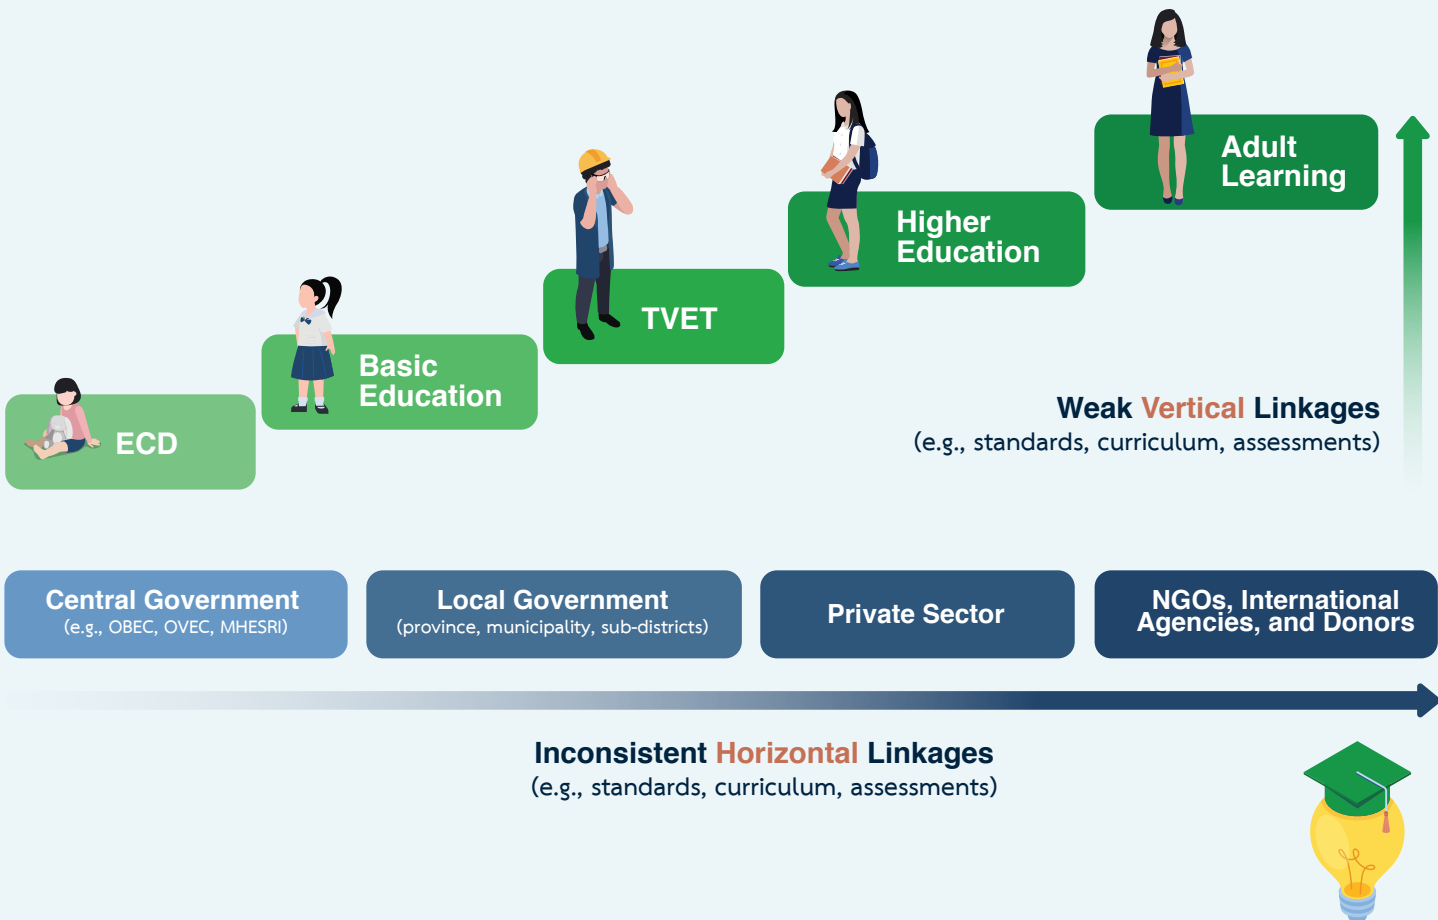 Adult
Learning
Higher
Education
TVET
Basic
Education
ECD
Weak Vertical Linkages
(e.g., standards, curriculum, assessments)
Central Government
(e.g., OBEC, OVEC, MHESRI)
Local Government
(province, municipality, sub-districts)
Private Sector
NGOs, International
Agencies, and Donors
Inconsistent Horizontal Linkages
(e.g., standards, curriculum, assessments)